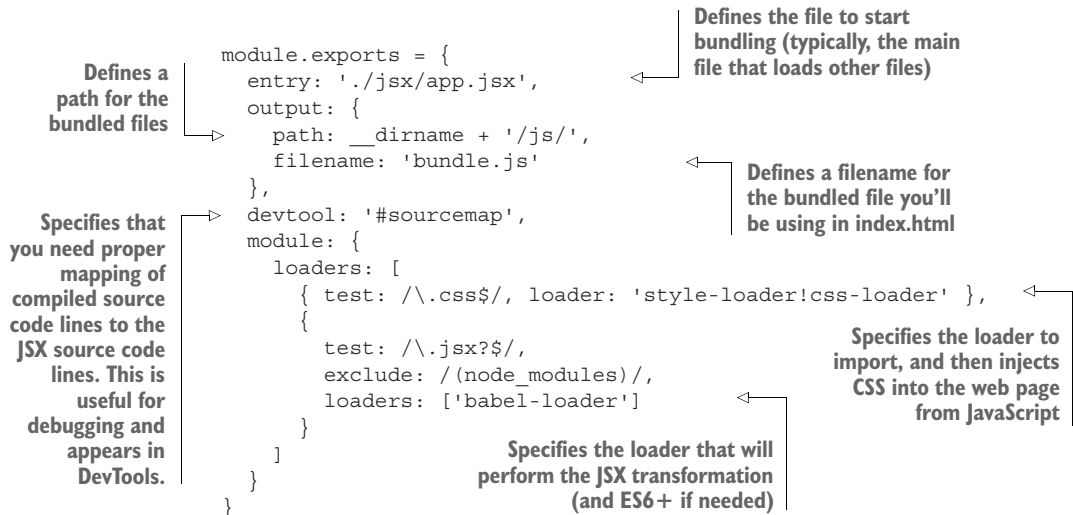 Defines the file to start
bundling (typically, the main
file that loads other files)
Defines a
path for the
bundled files
module.exports = {
  entry: './jsx/app.jsx',
  output: {
    path: __dirname + '/js/',
    filename: 'bundle.js'
  },
  devtool: '#sourcemap',
  module: {
    loaders: [
      { test: /\.css$/, loader: 'style-loader!css-loader' },
      {
        test: /\.jsx?$/,
        exclude: /(node_modules)/,
        loaders: ['babel-loader']
      }
    ]
  }
}
Defines a filename for
the bundled file you'll
be using in index.html
Specifies that
you need proper
mapping of
compiled source
code lines to the
JSX source code
lines. This is
useful for
debugging and
appears in
DevTools.
Specifies the loader to
import, and then injects
CSS into the web page
from JavaScript
Specifies the loader that will
perform the JSX transformation
(and ES6+ if needed)